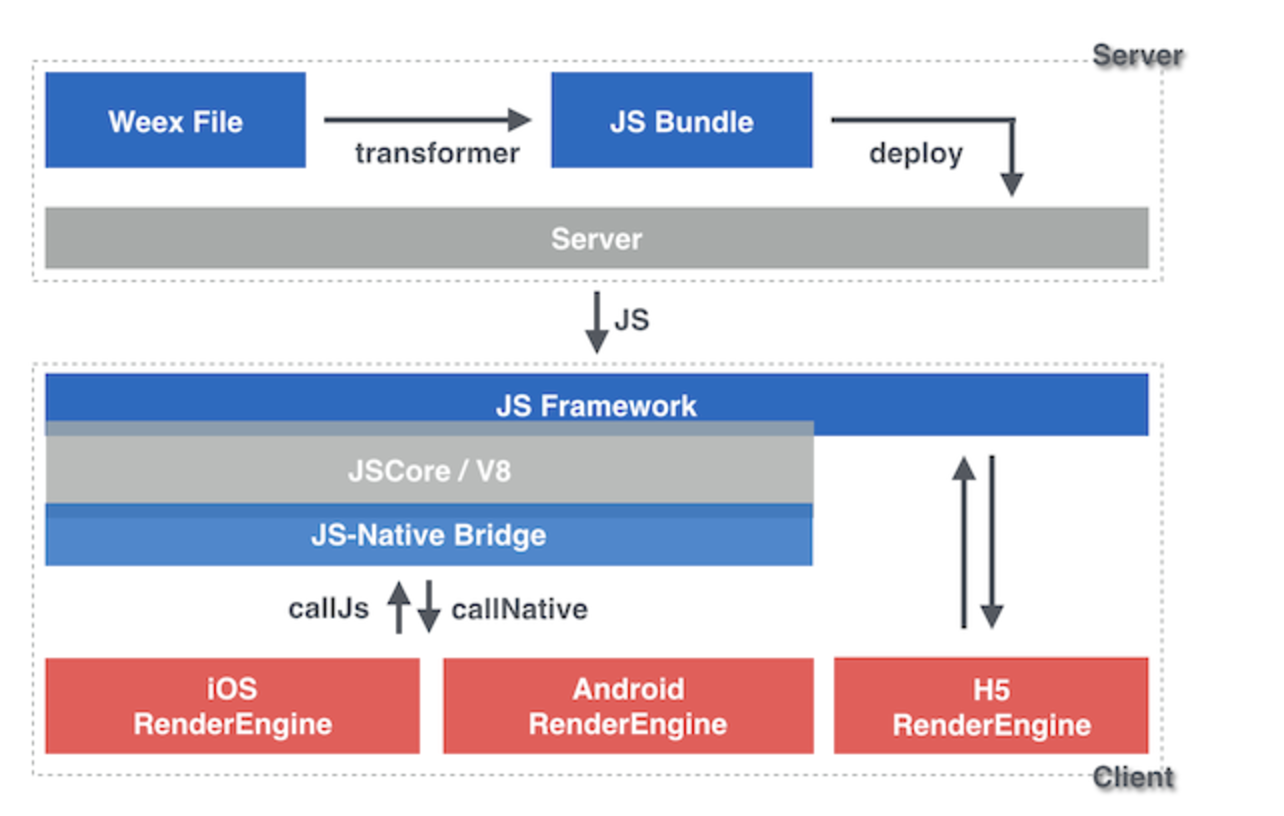 Server
Weex File
transformer
JS Bundle
deploy
Server
JS
JS Framework
JSCore / V8
JS-Native Bridge
callJs
callNative
iOS
RenderEngine
Android
RenderEngine
H5
RenderEngine
Client